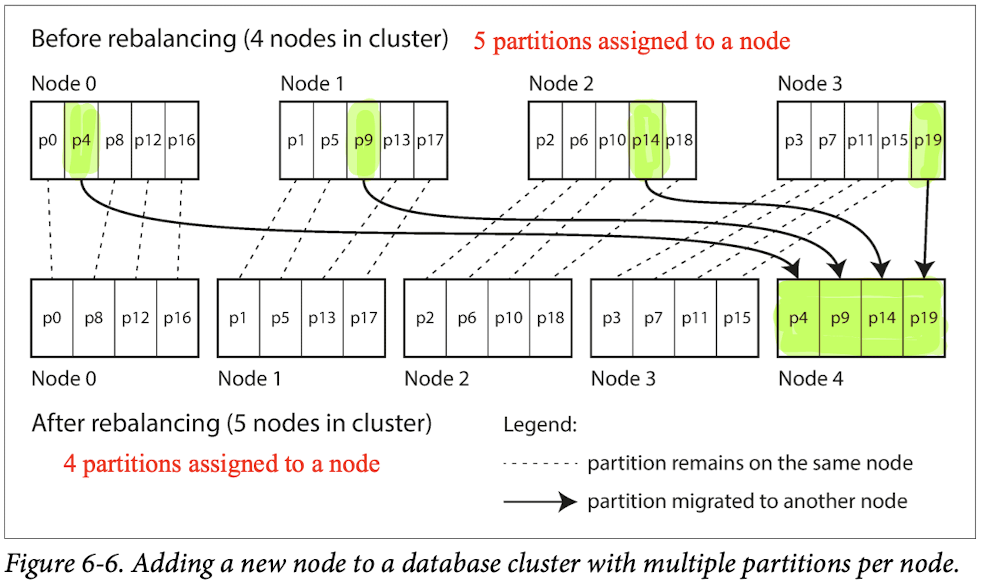 Before rebalancing (4 nodes in cluster) 5 partitions assigned to a node
Node 0 Node 1 Node 2 Node 3
p0 p4 p8 p12 p16 p1 p5 p9 p13 p17 p2 p6 p10 p14 p18 p3 p7 p11 p15 p19
p0 p8 p12 p16 p1 p5 p13 p17 p2 p6 p10 p18 p3 p7 p11 p15 p4 p9 p14 p19
Node 0 Node 1 Node 2 Node 3 Node 4
After rebalancing (5 nodes in cluster)
4 partitions assigned to a node
Legend:
partition remains on the same node
partition migrated to another node
Figure 6-6. Adding a new node to a database cluster with multiple partitions per node.